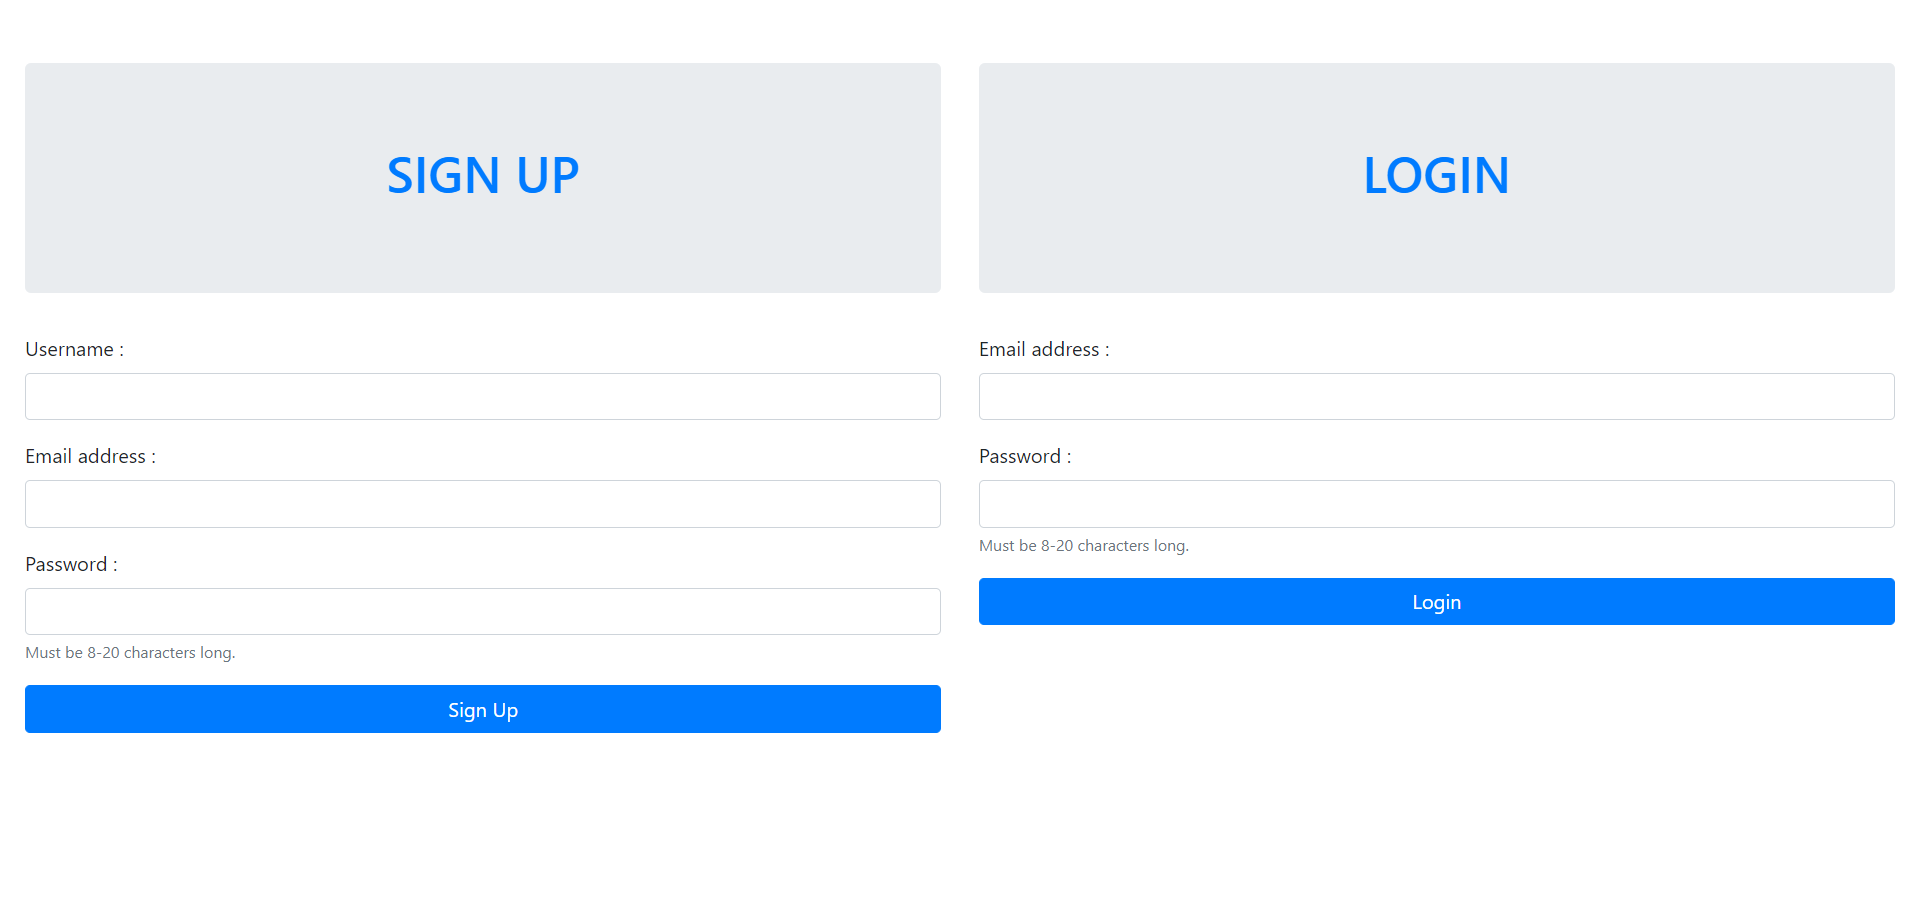 SIGN UP
Username :
Email address :
Password :
Must be 8-20 characters long.
Sign Up
LOGIN
Email address :
Password :
Must be 8-20 characters long.
Login